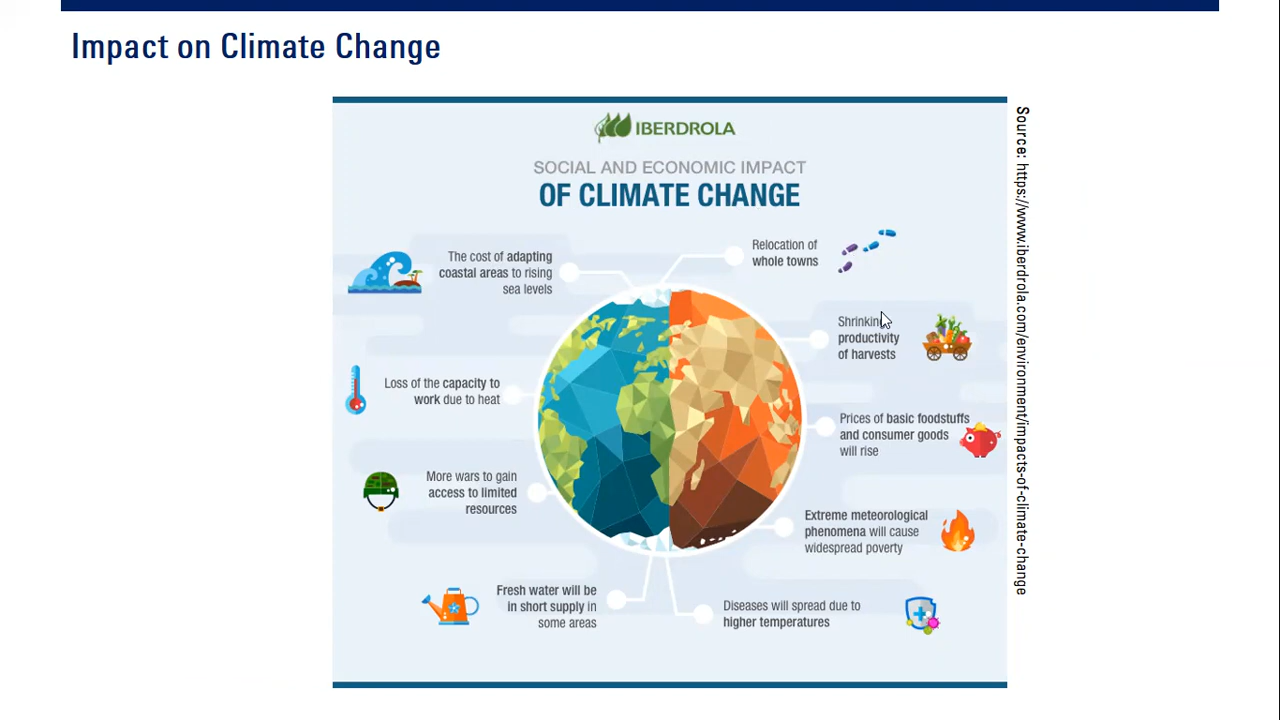 Impact on Climate Change
IBERDROLA
SOCIAL AND ECONOMIC IMPACT
OF CLIMATE CHANGE
The cost of adapting
coastal areas to rising
sea levels
Relocation of
whole towns
Shrinking
productivity
of harvests
Loss of the capacity to
work due to heat
Prices of basic foodstuffs
and consumer goods
will rise
More wars to gain
access to limited
resources
Extreme meteorological
phenomena will cause
widespread poverty
Fresh water will be
in short supply in
some areas
Diseases will spread due to
higher temperatures
Source: https://www.iberdrola.com/environment/impacts-of-climate-change